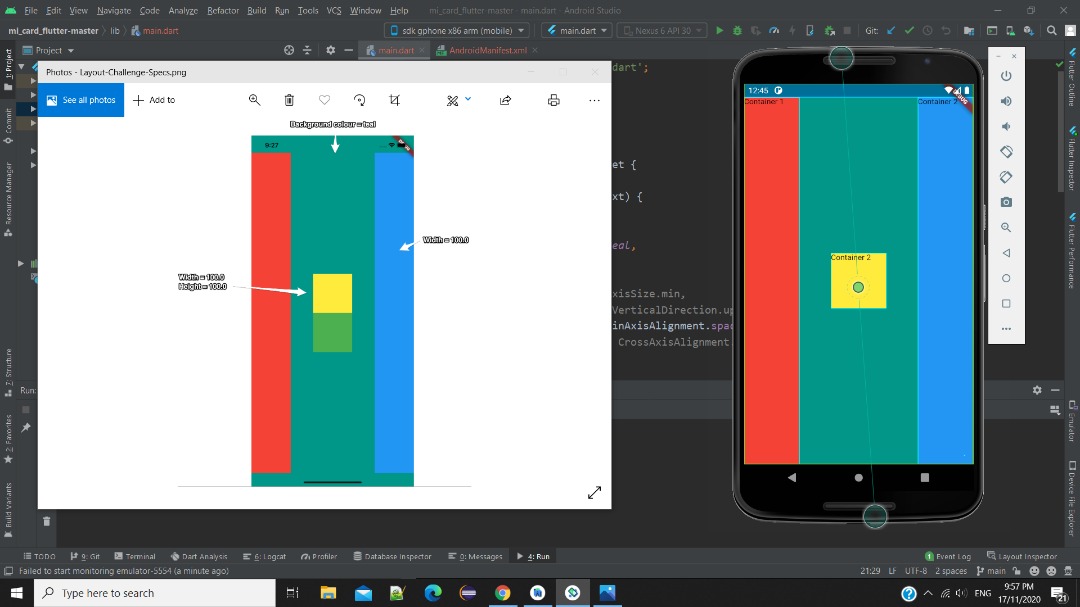 File Edit View Navigate Code Analyze Refactor Build Run Tools VCS Window Help mi_card_flutter-master - main.dart - Android Studio
mi_card_flutter-master lib main.dart sdk gphone x86 arm (mobile) main.dart Nexus 6 API 30 Git:
Project main.dart AndroidManifest.xml
Photos - Layout-Challenge-Specs.png
dart';
See all photos Add to
12:45
Container 1 Container
Background colour = teal
9:27
et {
xt) {
Width = 100.0
eal,
Container 2
Width = 100.0
Height = 100.0
xisSize.min,
VerticalDirection.up
inAxisAlignment.spac
CrossAxisAlignment.
Run:
1: Project
Commit
Resource Manager
7: Structure
2: Favorites
Build Variants
Flutter Outline
Flutter Inspector
Flutter Performance
Emulator
Device File Explorer
TODO 9: Git Terminal Dart Analysis 6: Logcat Profiler Database Inspector 0: Messages 4: Run 1 Event Log Layout Inspector
Failed to start monitoring emulator-5554 (a minute ago) 21:29 LF UTF-8 2 spaces main
Type here to search ENG 9:57 PM
17/11/2020 21